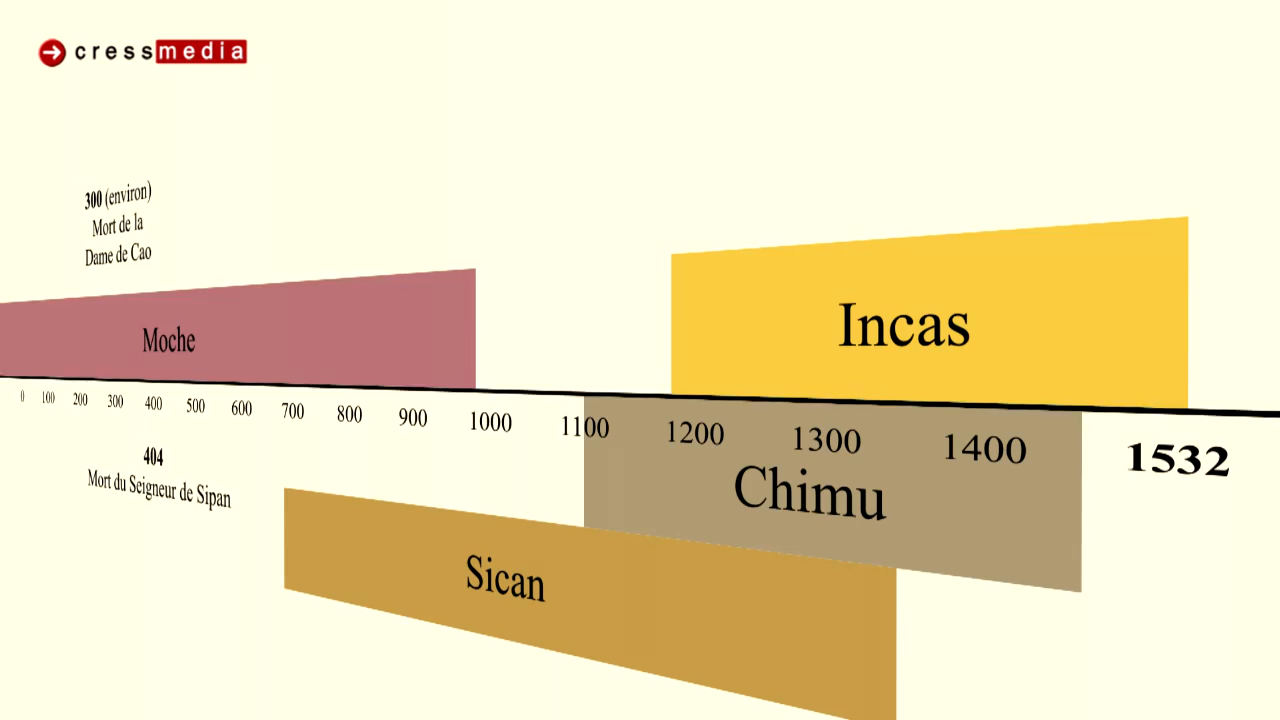 cressmedia
300 (environ)
Mort de la
Dame de Cao
Moche
Incas
0 100 200 300 400 500 600 700 800 900 1000 1100 1200 1300 1400 1532
404
Mort du Seigneur de Sipan
Chimu
Sican